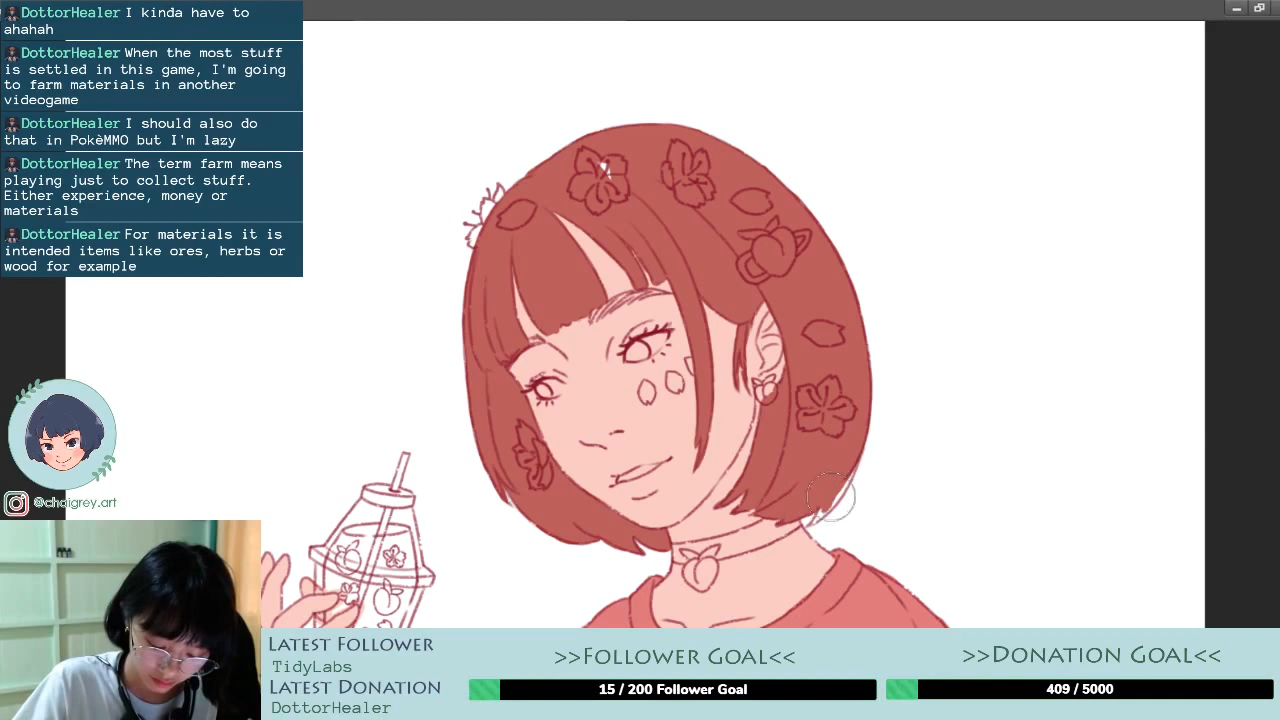 DottorHealer I kinda have to
ahahah
DottorHealer When the most stuff
is settled in this game, I'm going
to farm materials in another
videogame
DottorHealer I should also do
that in PokèMMO but I'm lazy
DottorHealer The term farm means
playing just to collect stuff.
Either experience, money or
materials
DottorHealer For materials it is
intended items like ores, herbs or
wood for example
@chaigrey.art
LATEST FOLLOWER
TidyLabs
LATEST DONATION
DottorHealer
>>FOLLOWER GOAL<<
15 / 200 Follower Goal
>>DONATION GOAL<<
409 / 5000